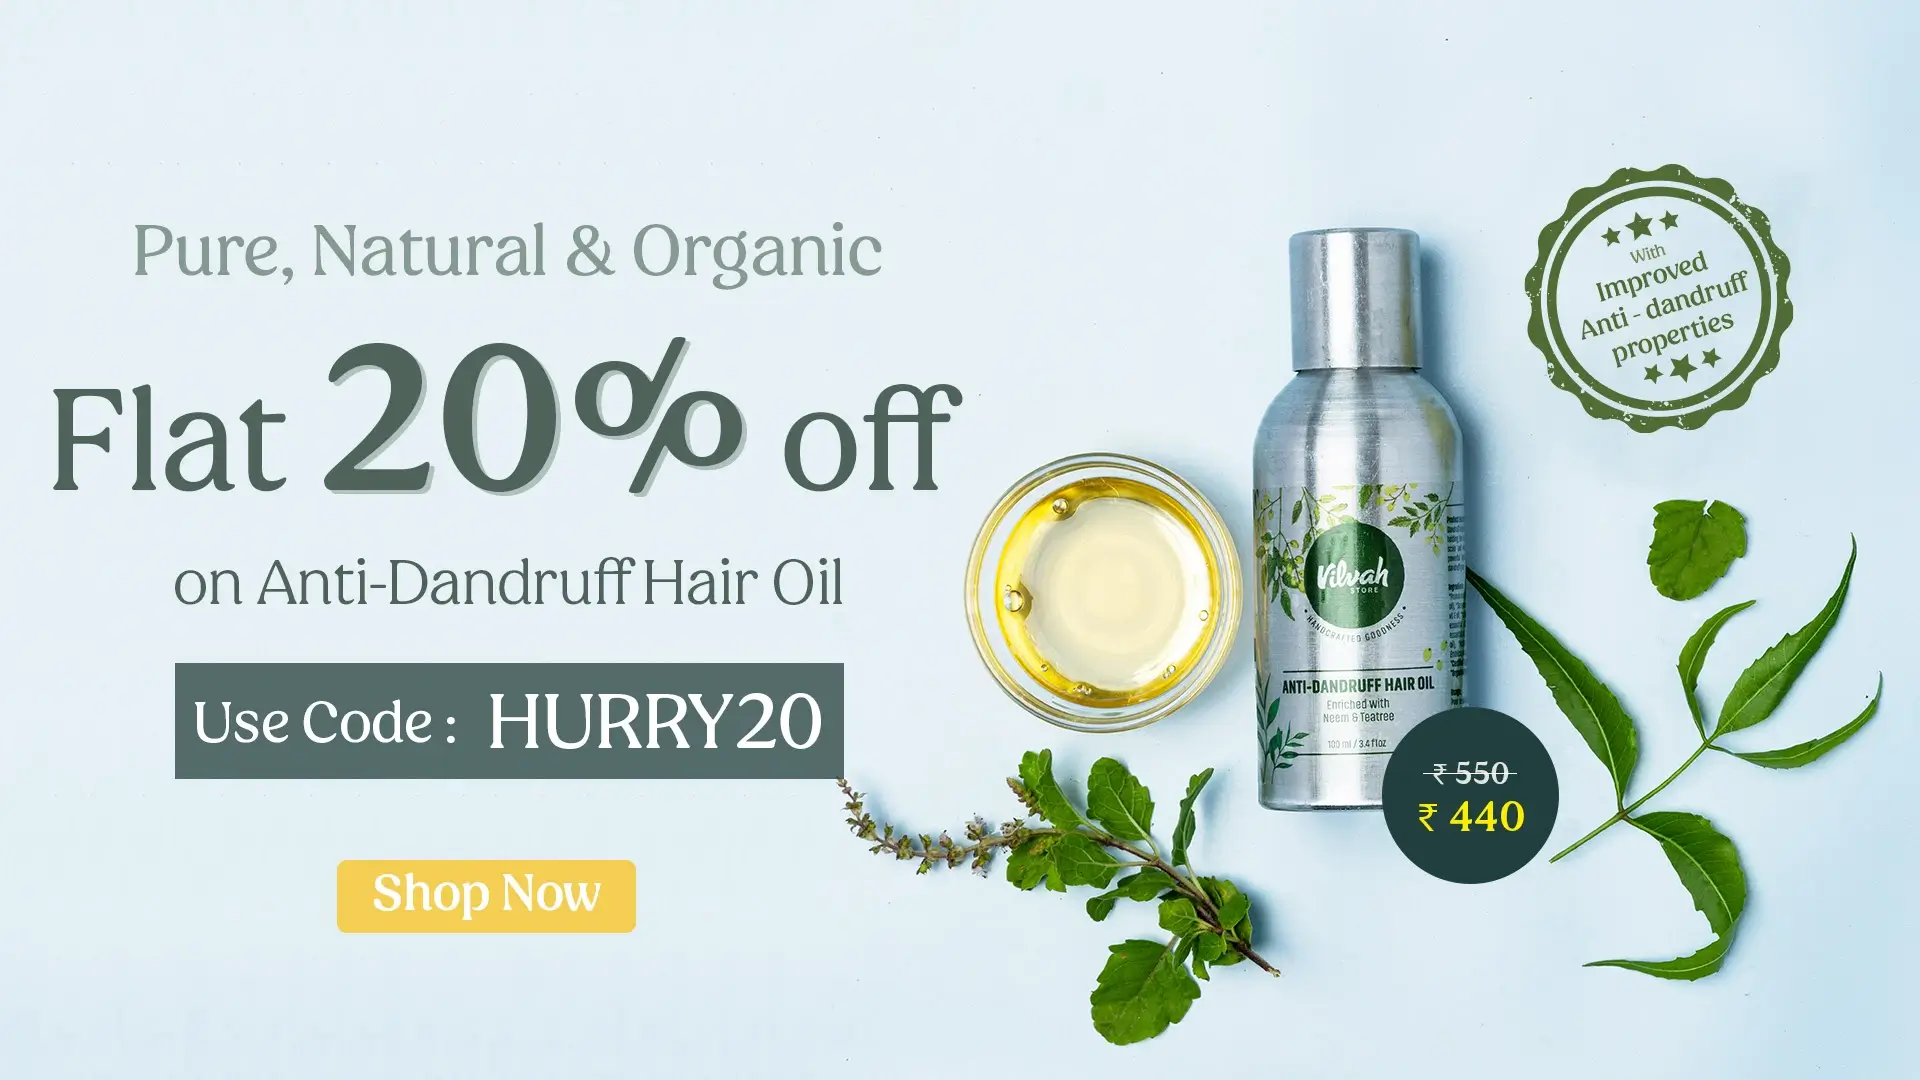 Pure, Natural & Organic
Flat 20% off
on Anti-Dandruff Hair Oil
Use Code : HURRY20
Shop Now
With
Improved
Anti - dandruff
properties
Vilvah
STORE
• HANDCRAFTED GOODNESS •
ANTI-DANDRUFF HAIR OIL
Enriched with
Neem & Teatree
100 ml / 3.4 fl oz
₹ 550
₹ 440